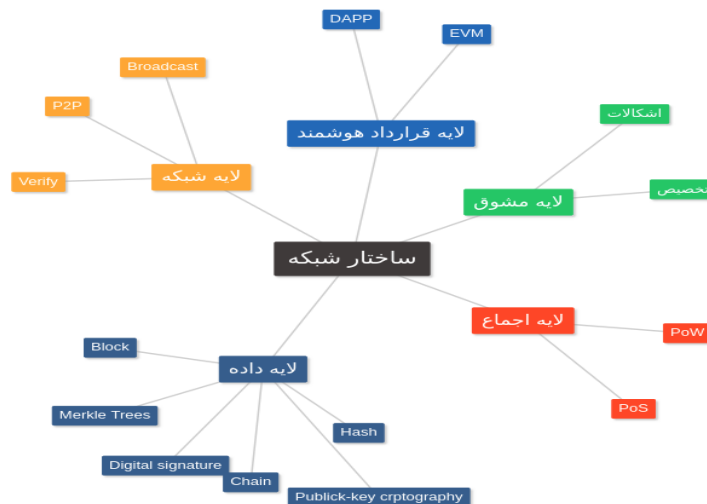 DAPP
EVM
Broadcast
P2P
Verify
لایه قرارداد هوشمند
اشکالات
لایه شبکه
تخصیص
لایه مشوق
ساختار شبکه
لایه اجماع
PoW
PoS
Block
لایه داده
Merkle Trees
Hash
Digital signature
Chain
Publick-key crptography